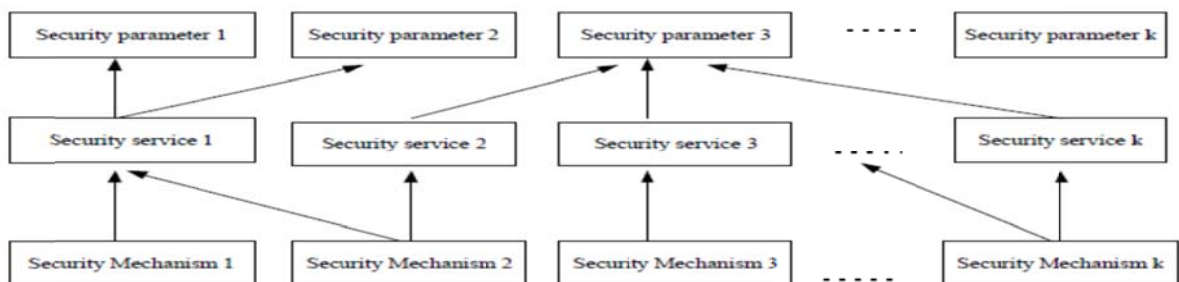 Security parameter 1
Security parameter 2
Security parameter 3
Security parameter k
Security service 1
Security service 2
Security service 3
Security service k
Security Mechanism 1
Security Mechanism 2
Security Mechanism 3
Security Mechanism k